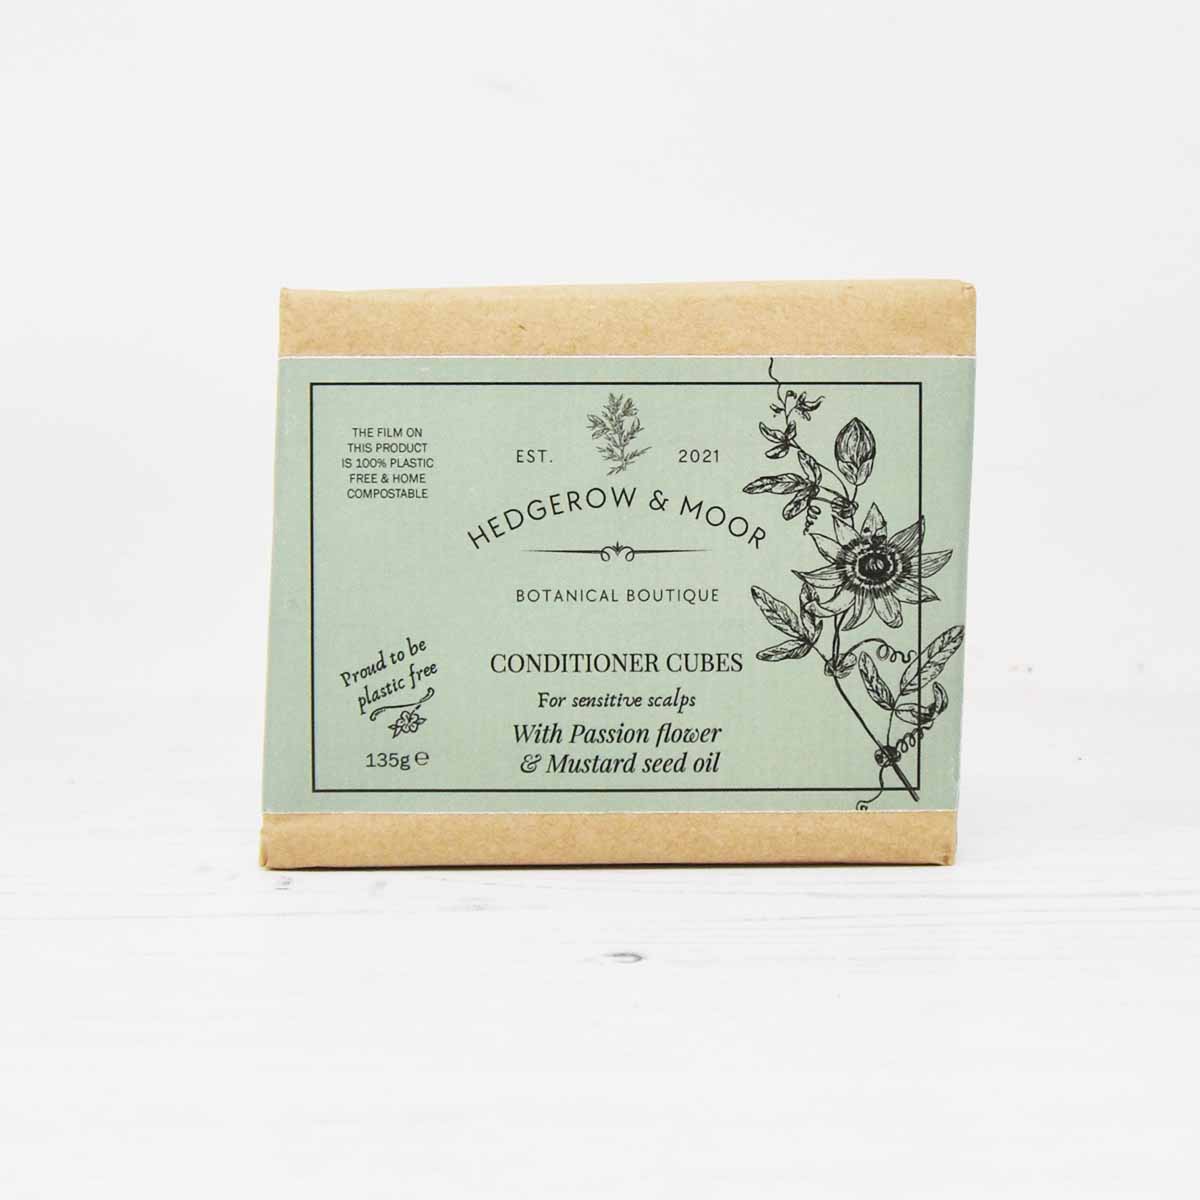 THE FILM ON
THIS PRODUCT
IS 100% PLASTIC
FREE & HOME
COMPOSTABLE
EST. 2021
HEDGEROW & MOOR
BOTANICAL BOUTIQUE
Proud to be
plastic free
135g ℮
CONDITIONER CUBES
For sensitive scalps
With Passion flower
& Mustard seed oil